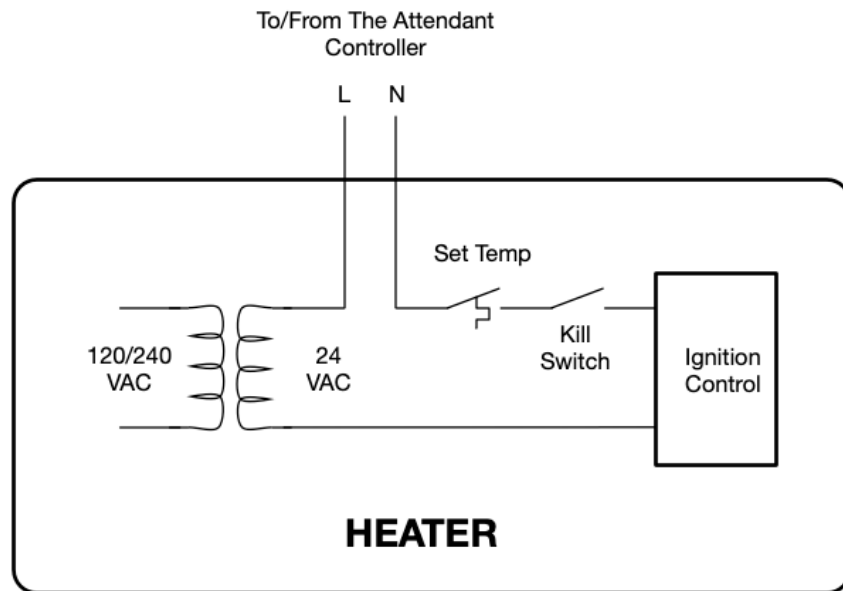 To/From The Attendant
Controller
L N
Set Temp
120/240
VAC
24
VAC
Kill
Switch
Ignition
Control
HEATER